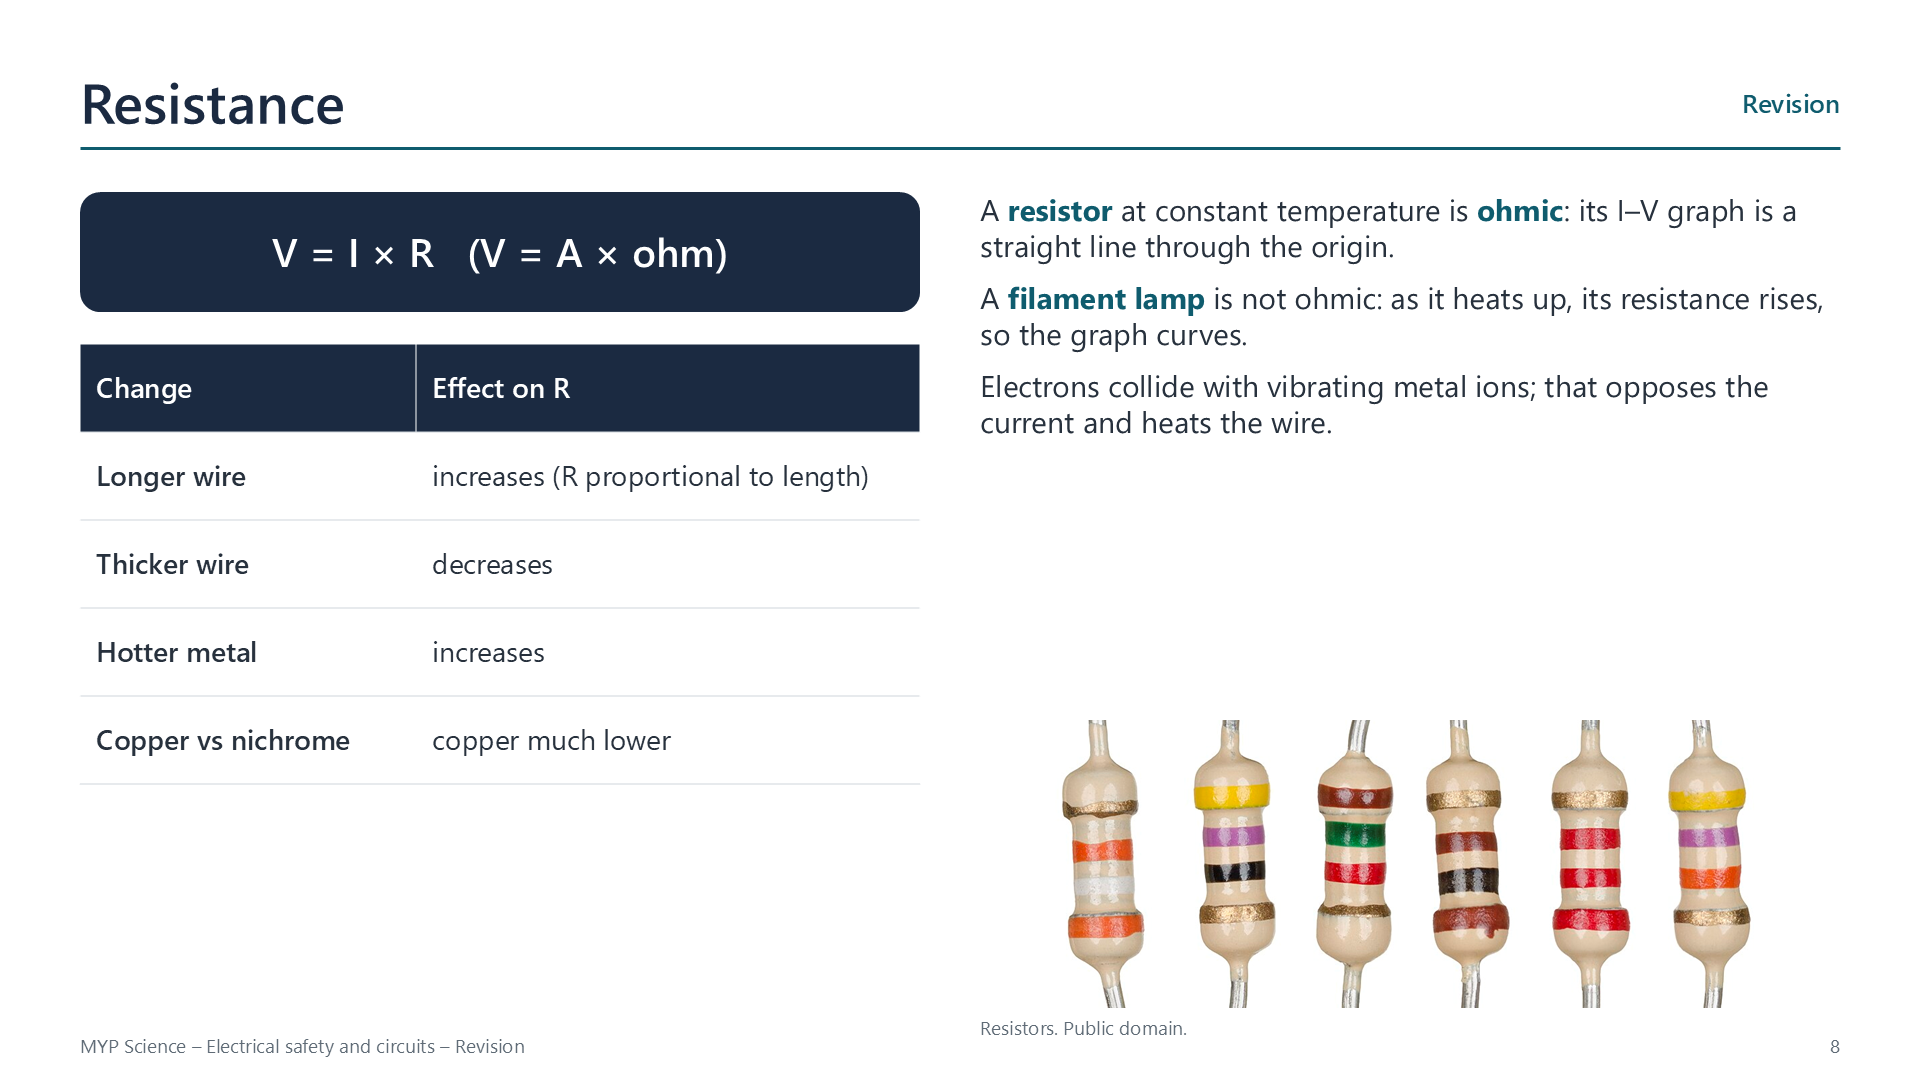 Resistance
Revision
V = I × R (V = A × ohm)
Change Effect on R
Longer wire increases (R proportional to length)
Thicker wire decreases
Hotter metal increases
Copper vs nichrome copper much lower
A resistor at constant temperature is ohmic: its I–V graph is a
straight line through the origin.
A filament lamp is not ohmic: as it heats up, its resistance rises,
so the graph curves.
Electrons collide with vibrating metal ions; that opposes the
current and heats the wire.
Resistors. Public domain.
MYP Science – Electrical safety and circuits – Revision
8